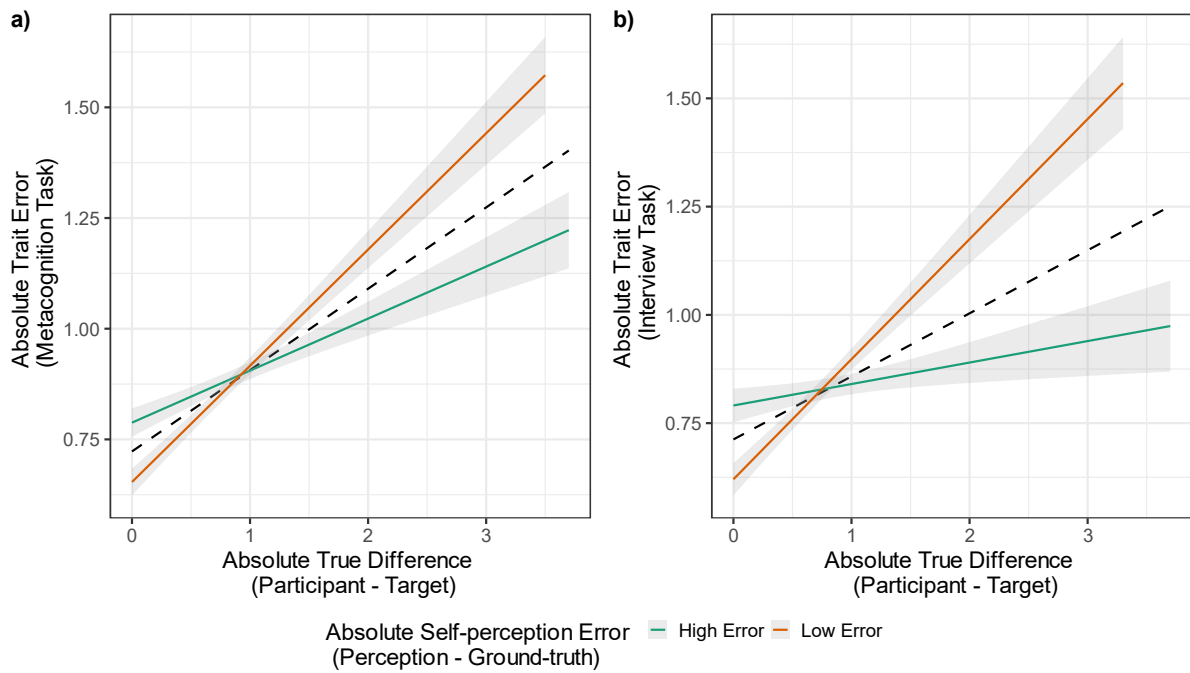 a)
Absolute Trait Error
(Metacognition Task)
1.50
1.25
1.00
0.75
0
1
2
3
Absolute True Difference
(Participant - Target)
b)
Absolute Trait Error
(Interview Task)
1.50
1.25
1.00
0.75
0
1
2
3
Absolute True Difference
(Participant - Target)
Absolute Self-perception Error
(Perception - Ground-truth)
High Error
Low Error